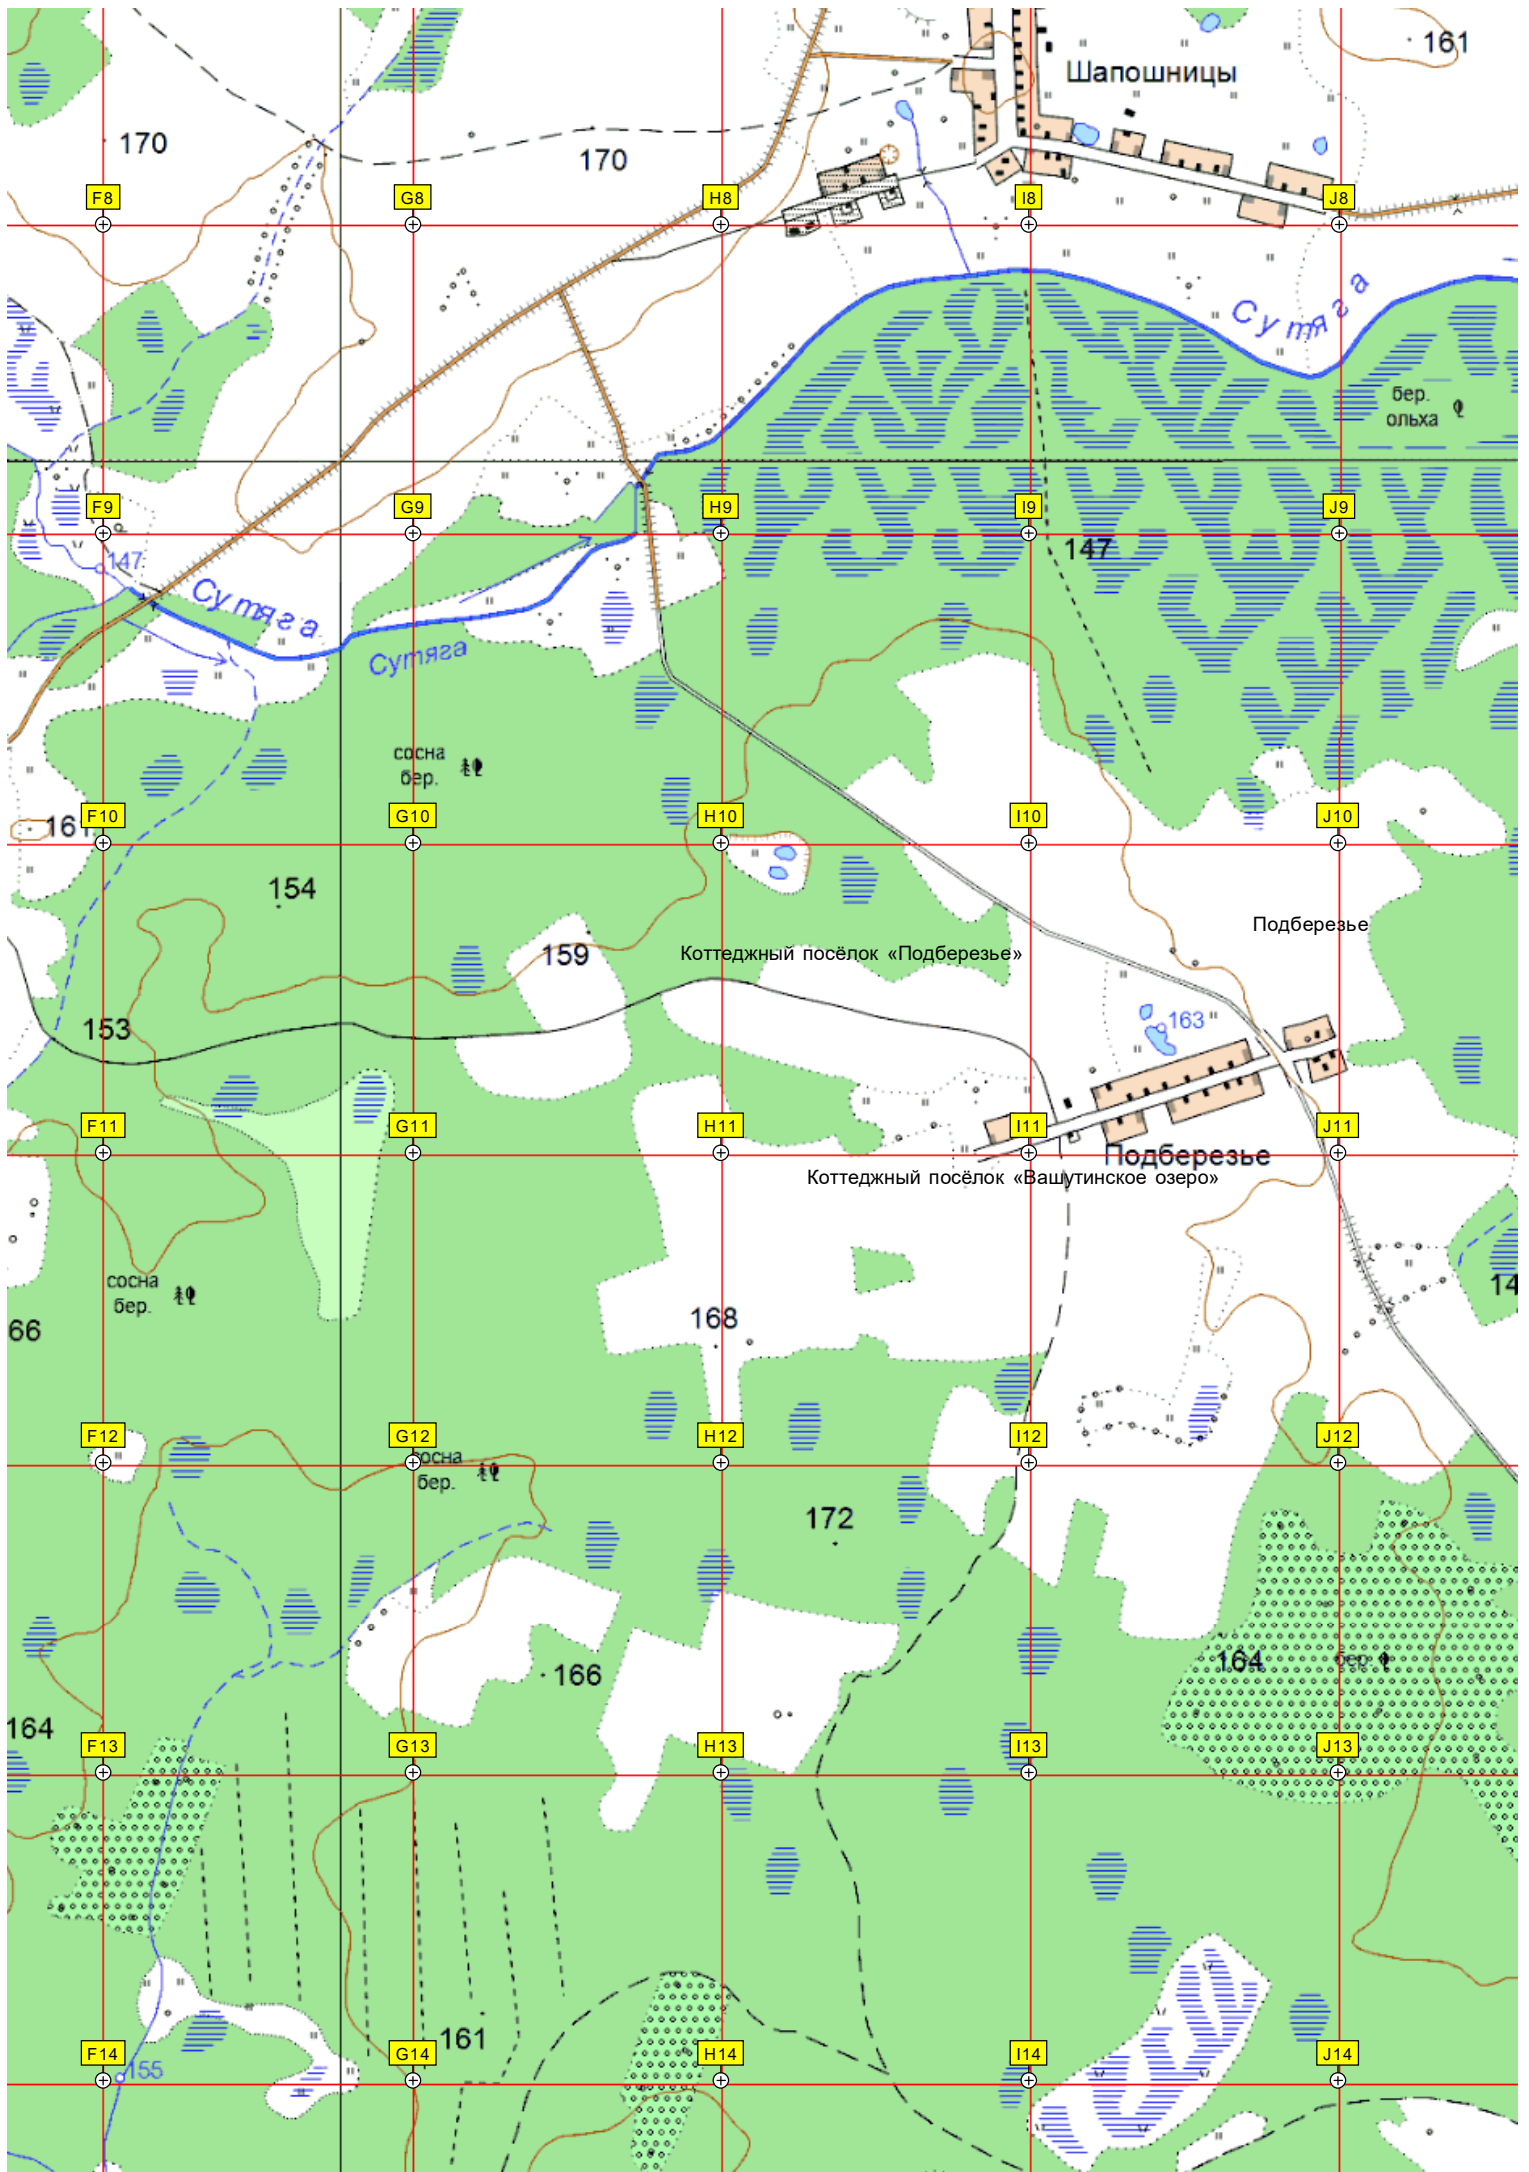 161
Шапошницы
170
170
F8
G8
H8
I8
J8
Сутяга
бер.
ольха
F9
G9
H9
I9
J9
147
147
Сутяга
Сутяга
сосна
бер.
F10
G10
H10
I10
J10
161
154
Подберезье
159
Коттеджный посёлок «Подберезье»
153
163
F11
G11
H11
I11
J11
Подберезье
Коттеджный посёлок «Вашутинское озеро»
сосна
бер.
14
168
66
F12
G12
H12
I12
J12
сосна
бер.
172
166
164
бер.
164
F13
G13
H13
I13
J13
161
F14
G14
H14
I14
J14
155